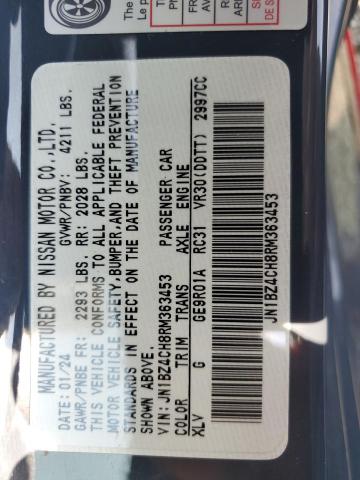 MANUFACTURED BY NISSAN MOTOR CO.,LTD.
DATE: 01/24 GVWR/PNBV: 4211 LBS.
GAWR/PNBE FR: 2293 LBS. RR: 2028 LBS.
THIS VEHICLE CONFORMS TO ALL APPLICABLE FEDERAL
MOTOR VEHICLE SAFETY,BUMPER,AND THEFT PREVENTION
STANDARDS IN EFFECT ON THE DATE OF MANUFACTURE
SHOWN ABOVE.
VIN: JN1BZ4CH8RM363453 PASSENGER CAR
COLOR TRIM TRANS AXLE ENGINE
XLV G GE9R01A RC31 VR30(DDTT) 2997CC
JN1BZ4CH8RM363453